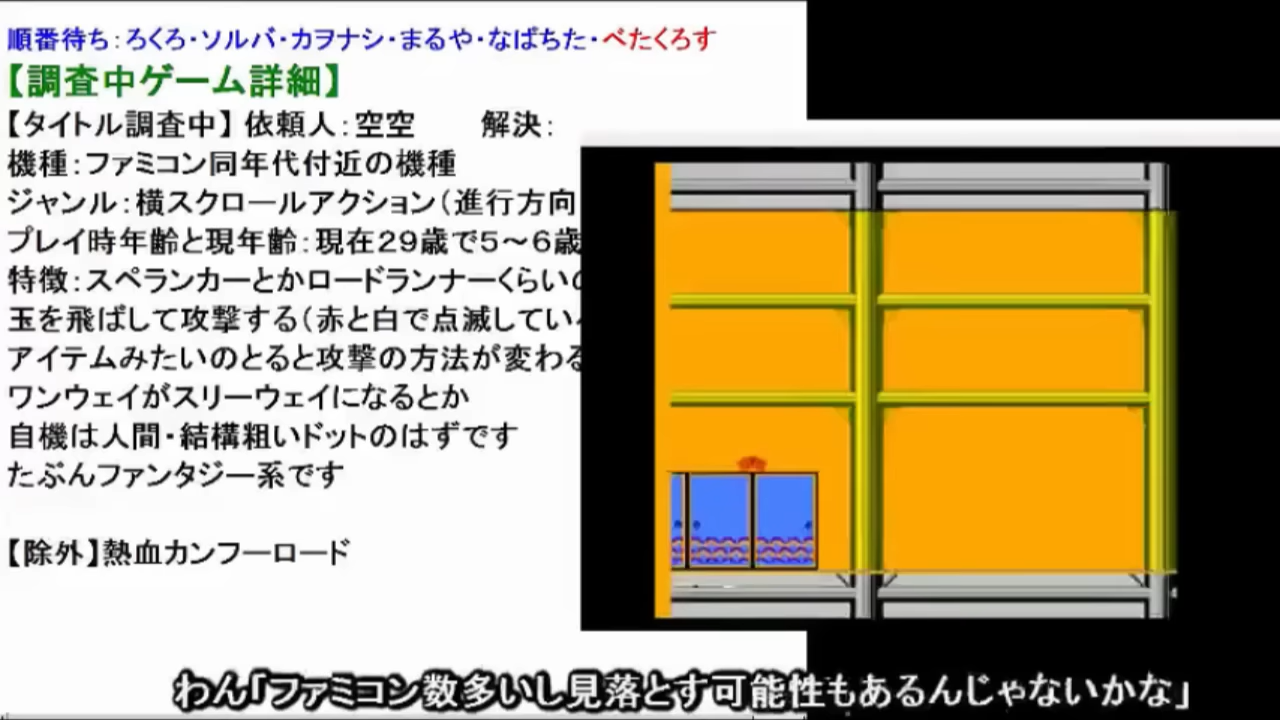 順番待ち:ろくろ・ソルバ・カヲナシ・まるや・なぱちた・べたくろす
【調査中ゲーム詳細】
【タイトル調査中】依頼人:空空　　解決:
機種:ファミコン同年代付近の機種
ジャンル:横スクロールアクション(進行方向
プレイ時年齢と現年齢:現在29歳で5～6歳
特徴:スペランカーとかロードランナーくらいの
玉を飛ばして攻撃する(赤と白で点滅してい
アイテムみたいのとると攻撃の方法が変わる
ワンウェイがスリーウェイになるとか
自機は人間・結構粗いドットのはずです
たぶんファンタジー系です
【除外】熱血カンフーロード
わん「ファミコン数多いし見落とす可能性もあるんじゃないかな」